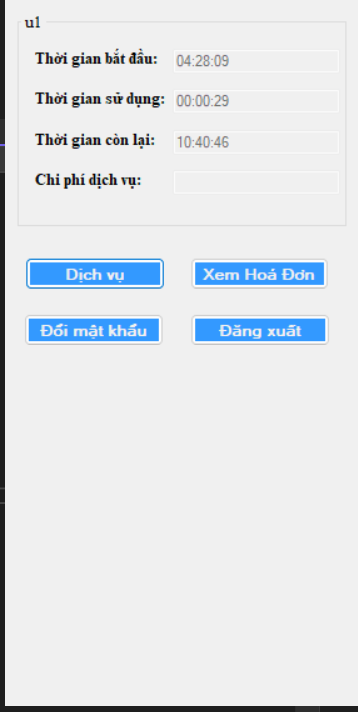 u1
Thời gian bắt đầu: 04:28:09
Thời gian sử dụng: 00:00:29
Thời gian còn lại: 10:40:46
Chi phí dịch vụ:
Dịch vụ Xem Hoá Đơn
Đổi mật khẩu Đăng xuất